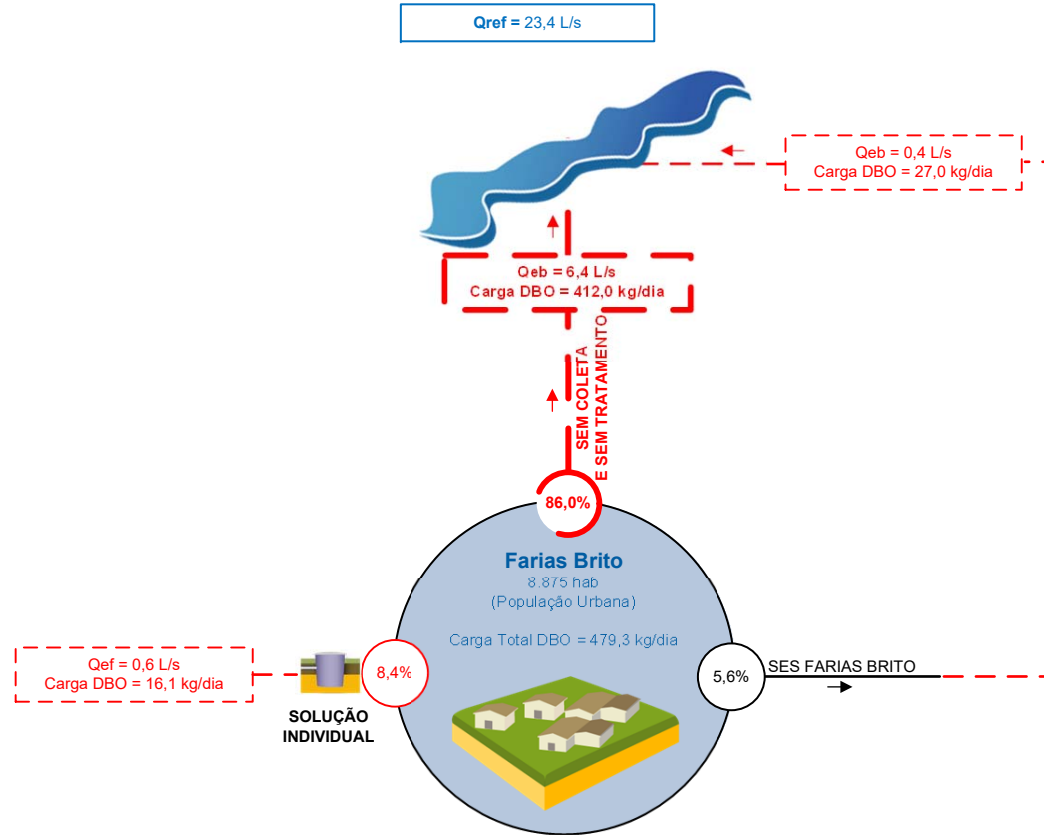 Qref = 23,4 L/s
Qeb = 0,4 L/s
Carga DBO = 27,0 kg/dia
Qeb = 6,4 L/s
Carga DBO = 412,0 kg/dia
SEM COLETA
E SEM TRATAMENTO
86,0%
Farias Brito
8.875 hab
(População Urbana)
Carga Total DBO = 479,3 kg/dia
Qef = 0,6 L/s
Carga DBO = 16,1 kg/dia
8,4%
SOLUÇÃO
INDIVIDUAL
5,6%
SES FARIAS BRITO